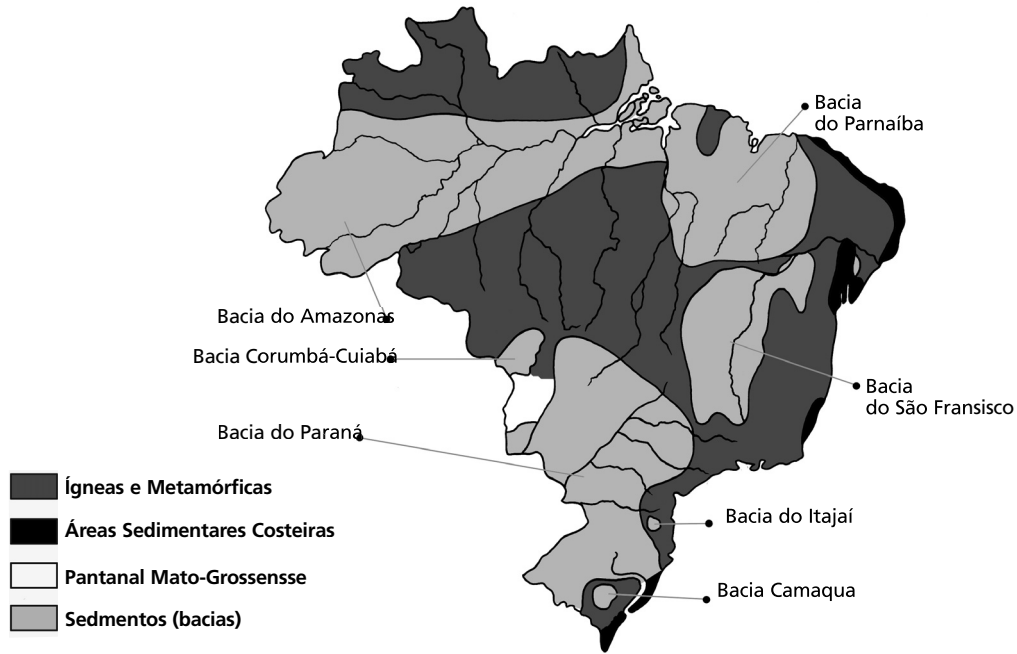 Bacia
do Parnaíba
Bacia do Amazonas
Bacia Corumbá-Cuiabá
Bacia
do São Fransisco
Bacia do Paraná
Ígneas e Metamórficas
Áreas Sedimentares Costeiras
Bacia do Itajaí
Pantanal Mato-Grossensse
Bacia Camaqua
Sedmentos (bacias)